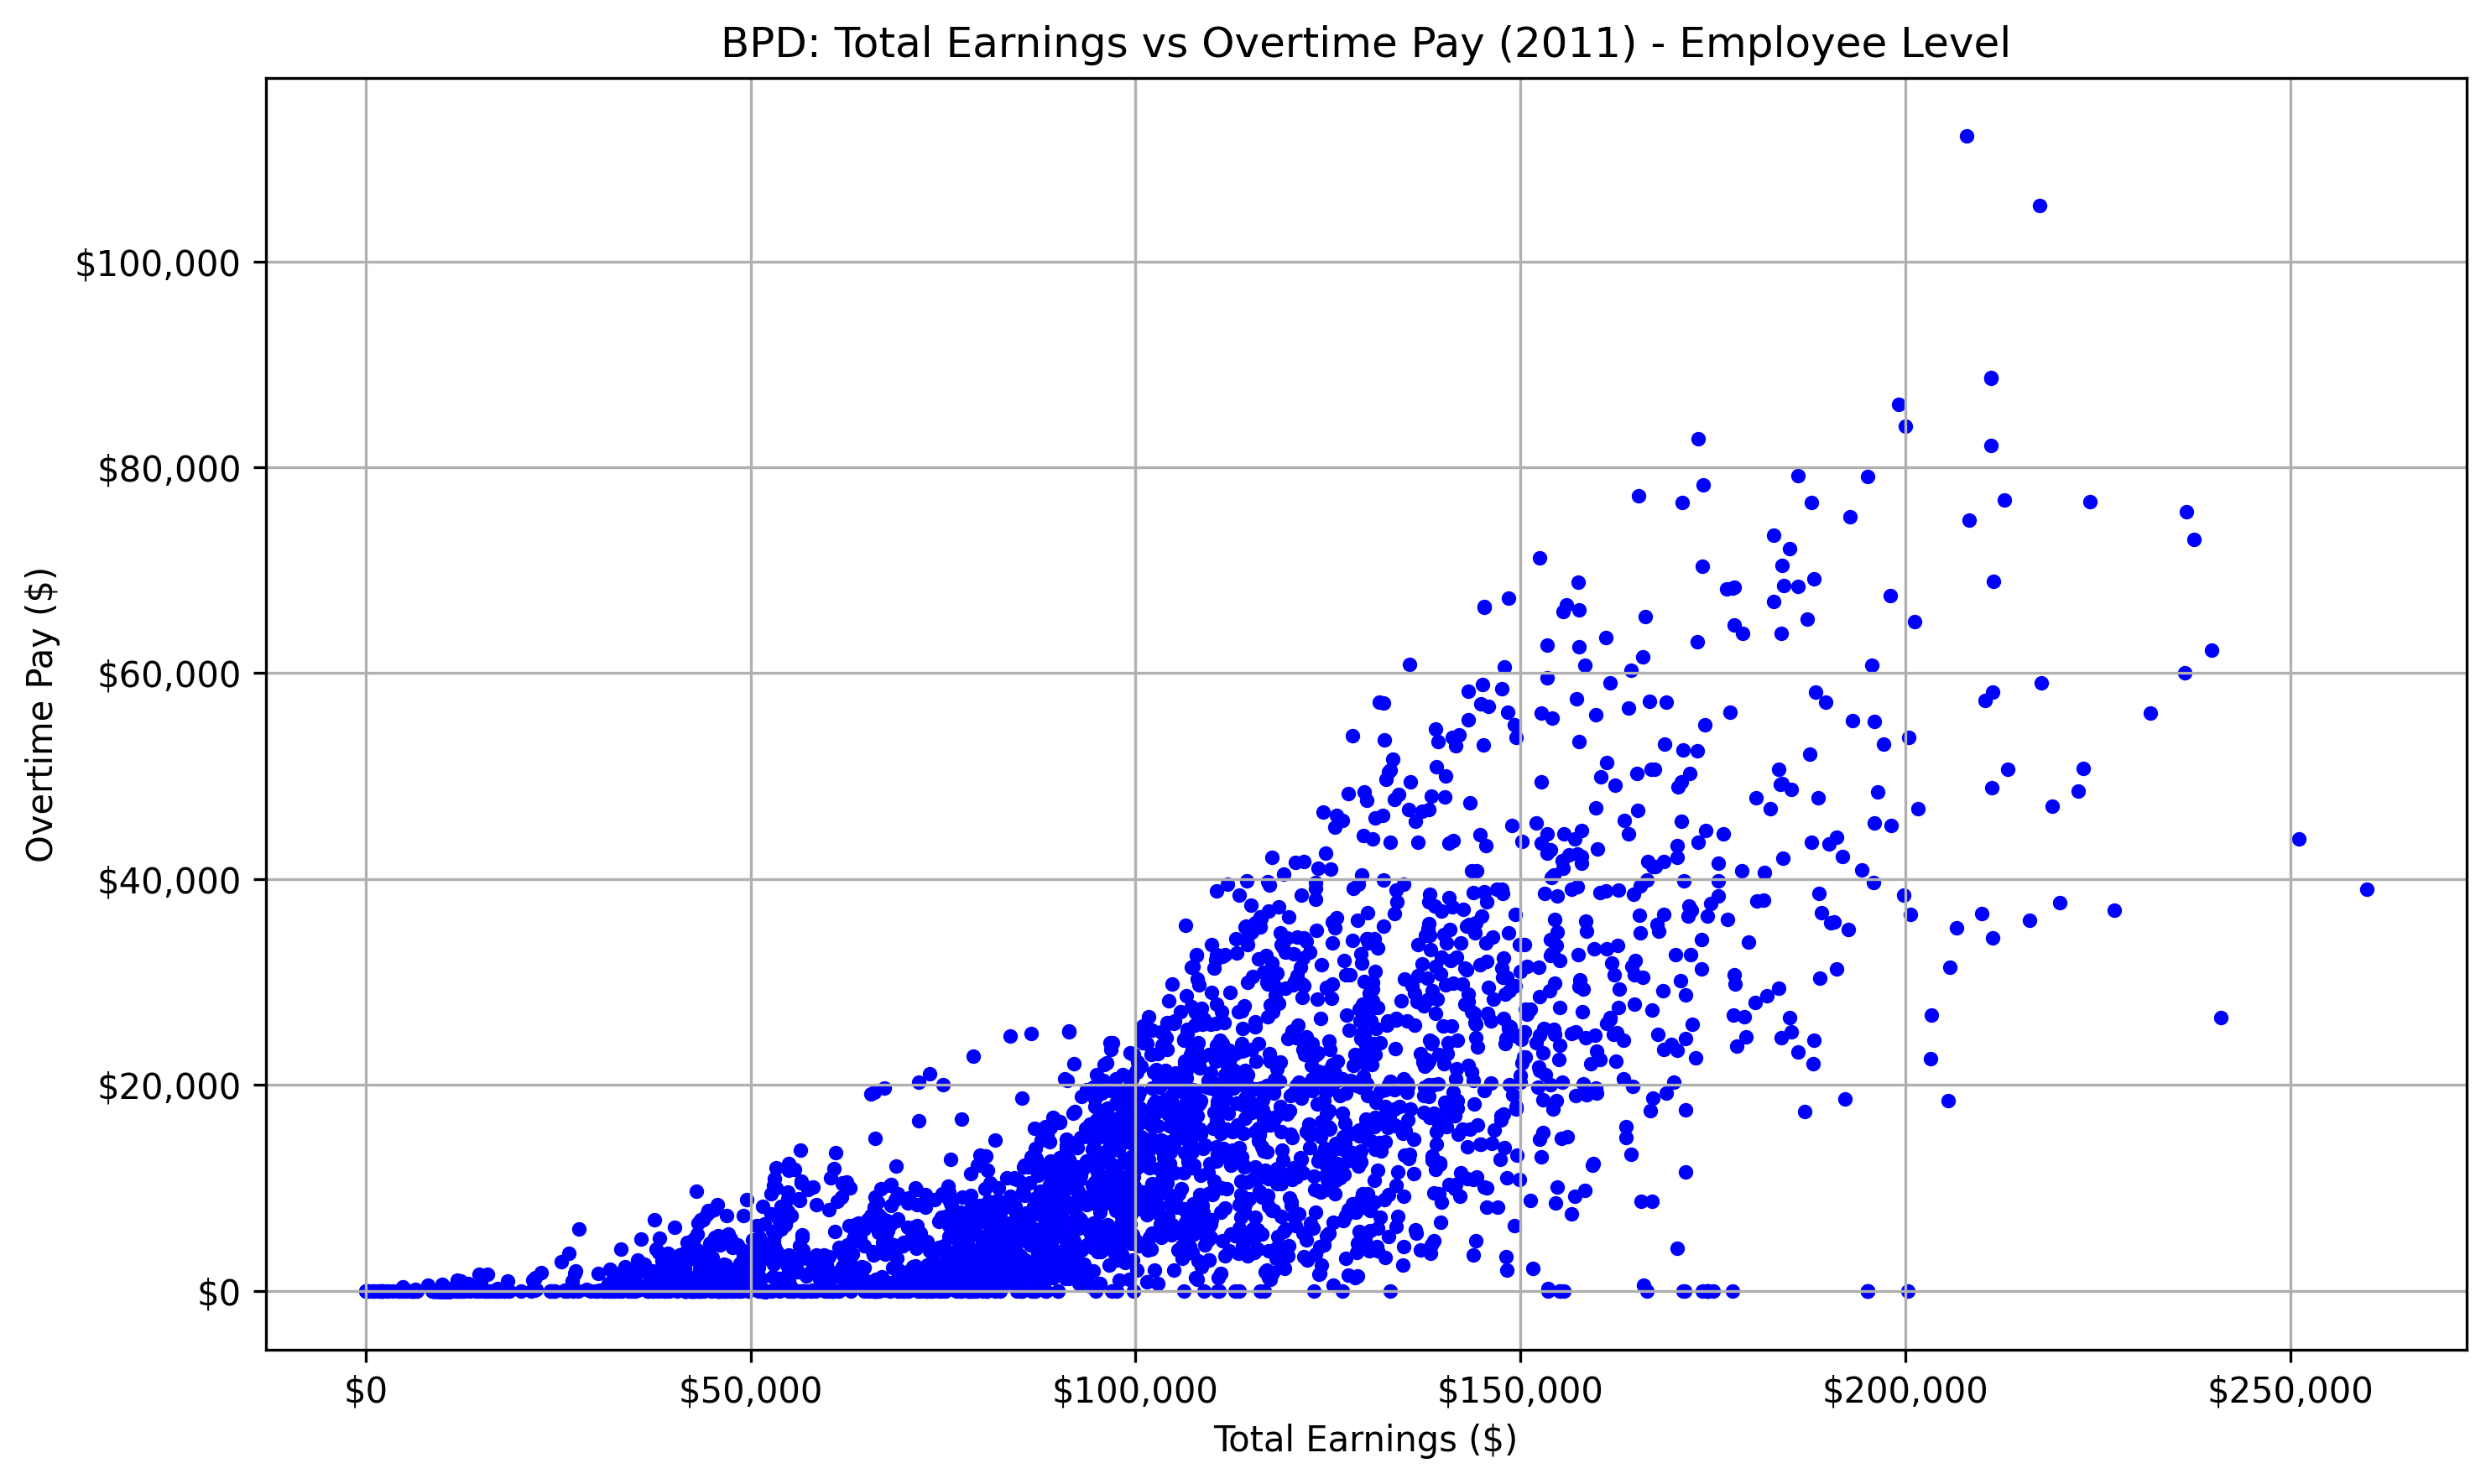 BPD: Total Earnings vs Overtime Pay (2011) - Employee Level
Overtime Pay ($)
$100,000
$80,000
$60,000
$40,000
$20,000
$0
$0 $50,000 $100,000 $150,000 $200,000 $250,000
Total Earnings ($)